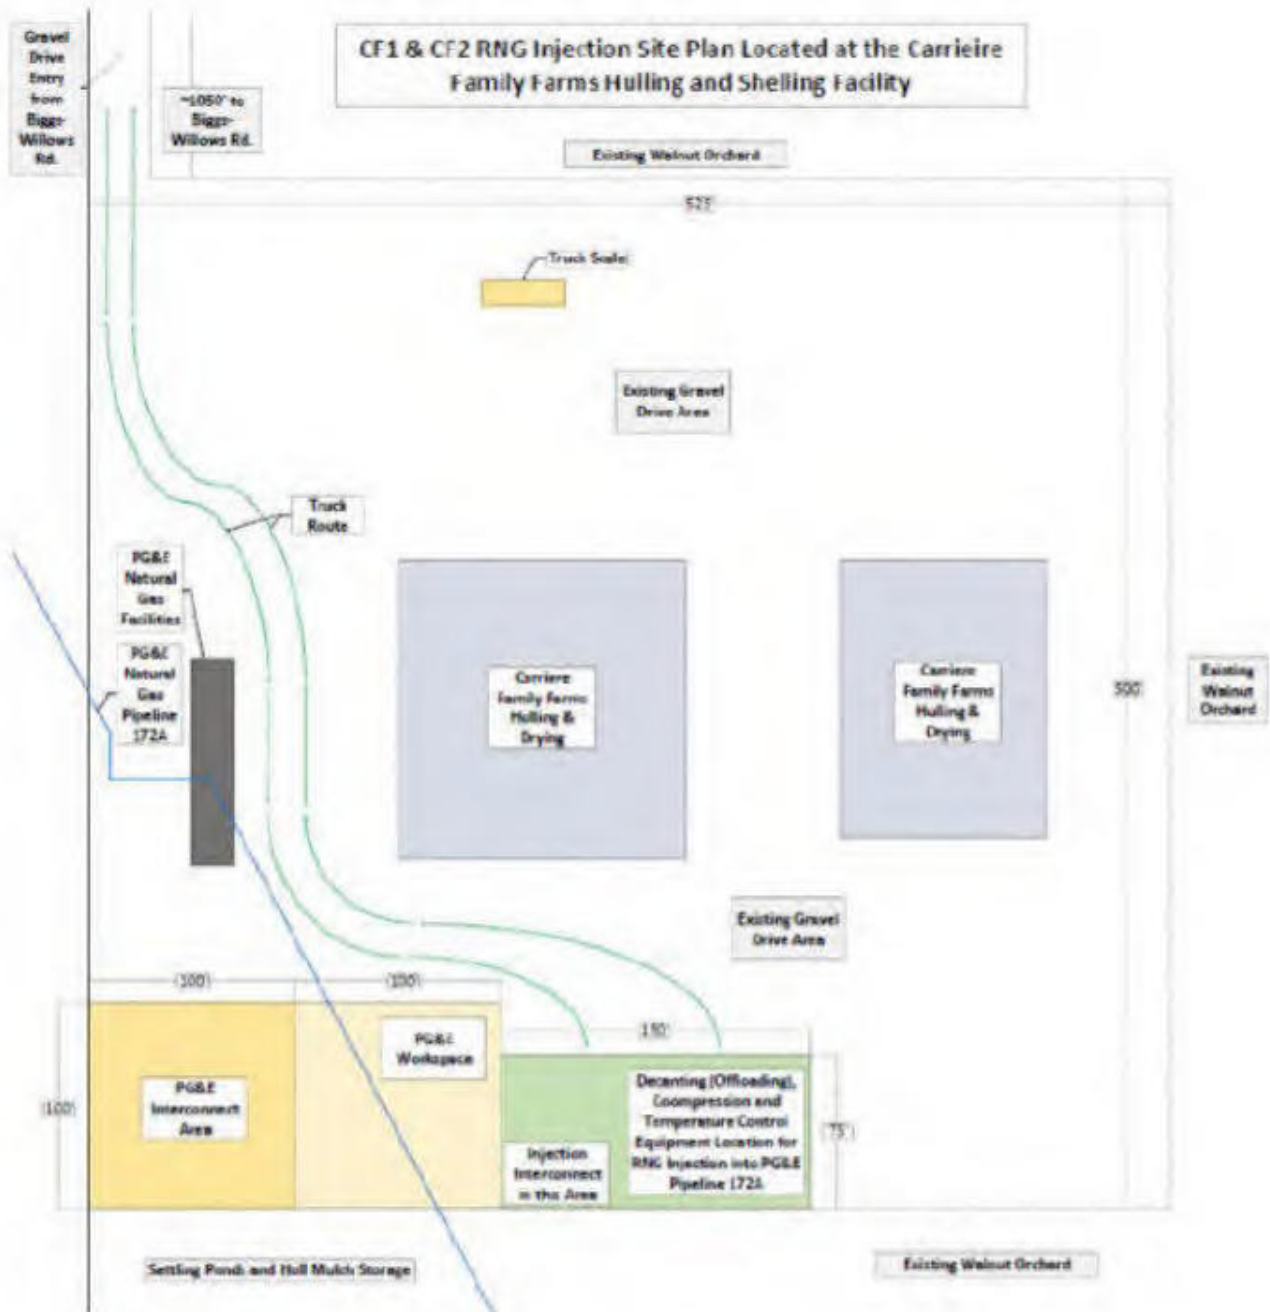 CF1 & CF2 RNG Injection Site Plan Located at the Carrieire
Family Farms Hulling and Shelling Facility
Gravel
Drive
Entry
from
Biggs-
Willows
Rd.
~1050' to
Biggs-
Willows Rd.
Existing Walnut Orchard
525'
Truck Scale
Existing Gravel
Drive Area
Truck
Route
PG&E
Natural
Gas
Facilities
PG&E
Natural
Gas
Pipeline
172A
Carriere
Family Farms
Hulling &
Drying
Carriere
Family Farms
Hulling &
Drying
500'
Existing
Walnut
Orchard
Existing Gravel
Drive Area
(100')
(100')
150'
PG&E
Workspace
PG&E
Interconnect
Area
(100')
Decanting (Offloading),
Coompression and
Temperature Control
Equipment Location for
RNG Injection into PG&E
Pipeline 172A
(75')
Injection
Interconnect
in this Area
Settling Ponds and Hull Mulch Storage
Existing Walnut Orchard